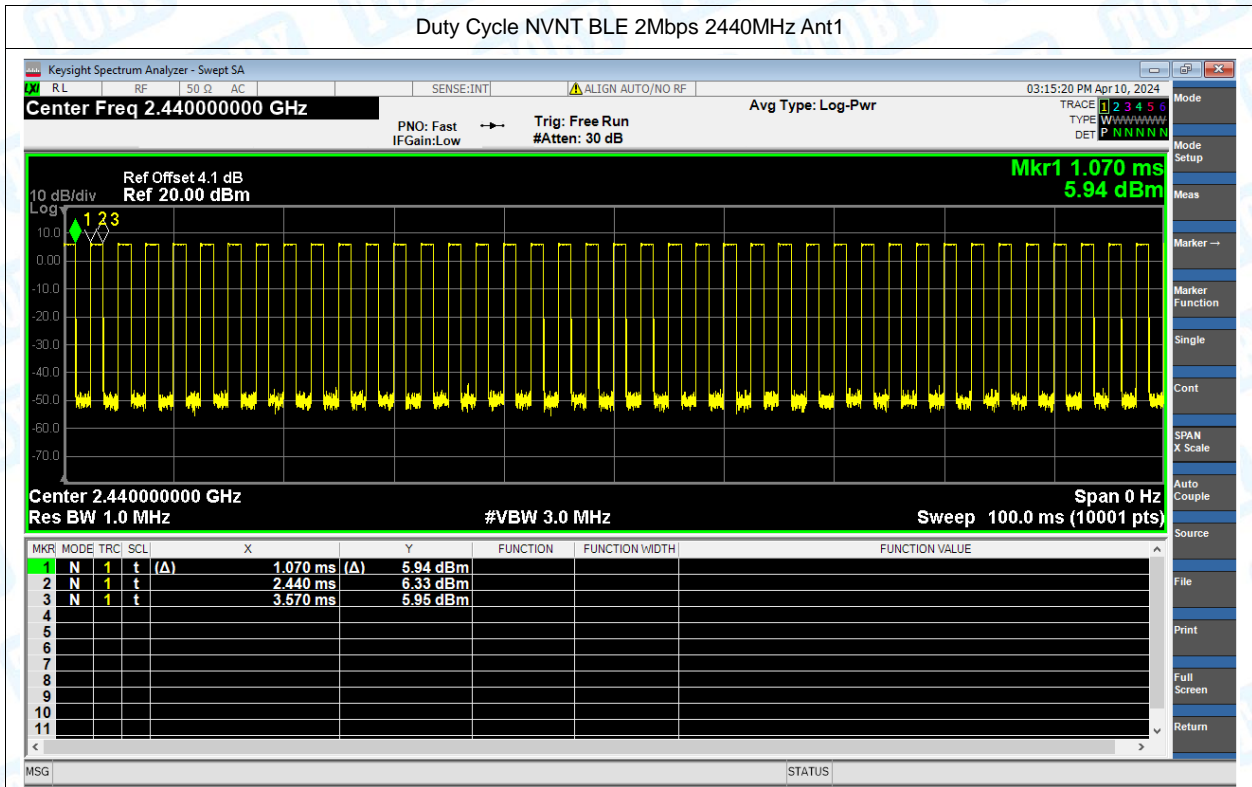 Duty Cycle NVNT BLE 2Mbps 2440MHz Ant1
Keysight Spectrum Analyzer - Swept SA
LXI RL RF 50 Ω AC SENSE:INT ALIGN AUTO/NO RF 03:15:20 PM Apr 10, 2024
Center Freq 2.440000000 GHz
Avg Type: Log-Pwr
TRACE 1 2 3 4 5 6
TYPE WWWWWW
DET P N N N N N
PNO: Fast
IFGain:Low
Trig: Free Run
#Atten: 30 dB
Mkr1 1.070 ms
5.94 dBm
Ref Offset 4.1 dB
10 dB/div Ref 20.00 dBm
Log
1 2 3
10.0
0.00
-10.0
-20.0
-30.0
-40.0
-50.0
-60.0
-70.0
Center 2.440000000 GHz Span 0 Hz
Res BW 1.0 MHz #VBW 3.0 MHz Sweep 100.0 ms (10001 pts)
MKR MODE TRC SCL X Y FUNCTION FUNCTION WIDTH FUNCTION VALUE
1 N 1 t (Δ) 1.070 ms (Δ) 5.94 dBm
2 N 1 t 2.440 ms 6.33 dBm
3 N 1 t 3.570 ms 5.95 dBm
4
5
6
7
8
9
10
11
MSG STATUS
Mode
Mode
Setup
Meas
Marker →
Marker
Function
Single
Cont
SPAN
X Scale
Auto
Couple
Source
File
Print
Full
Screen
Return
TOBY